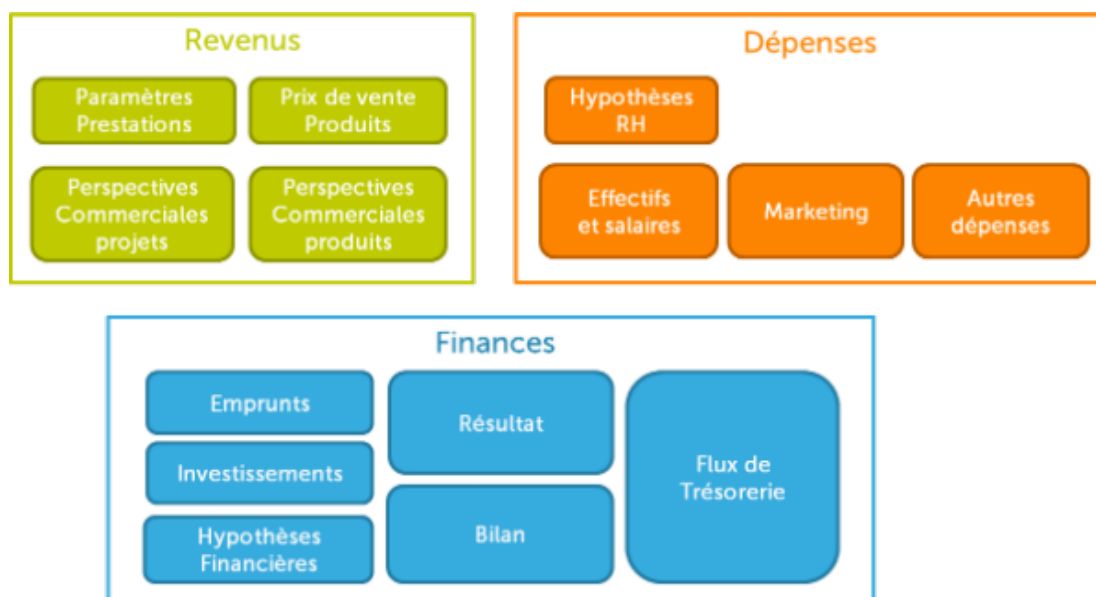 Revenus
Paramètres
Prestations
Prix de vente
Produits
Perspectives
Commerciales
projets
Perspectives
Commerciales
produits
Dépenses
Hypothèses
RH
Effectifs
et salaires
Marketing
Autres
dépenses
Finances
Emprunts
Investissements
Hypothèses
Financières
Résultat
Bilan
Flux de
Trésorerie